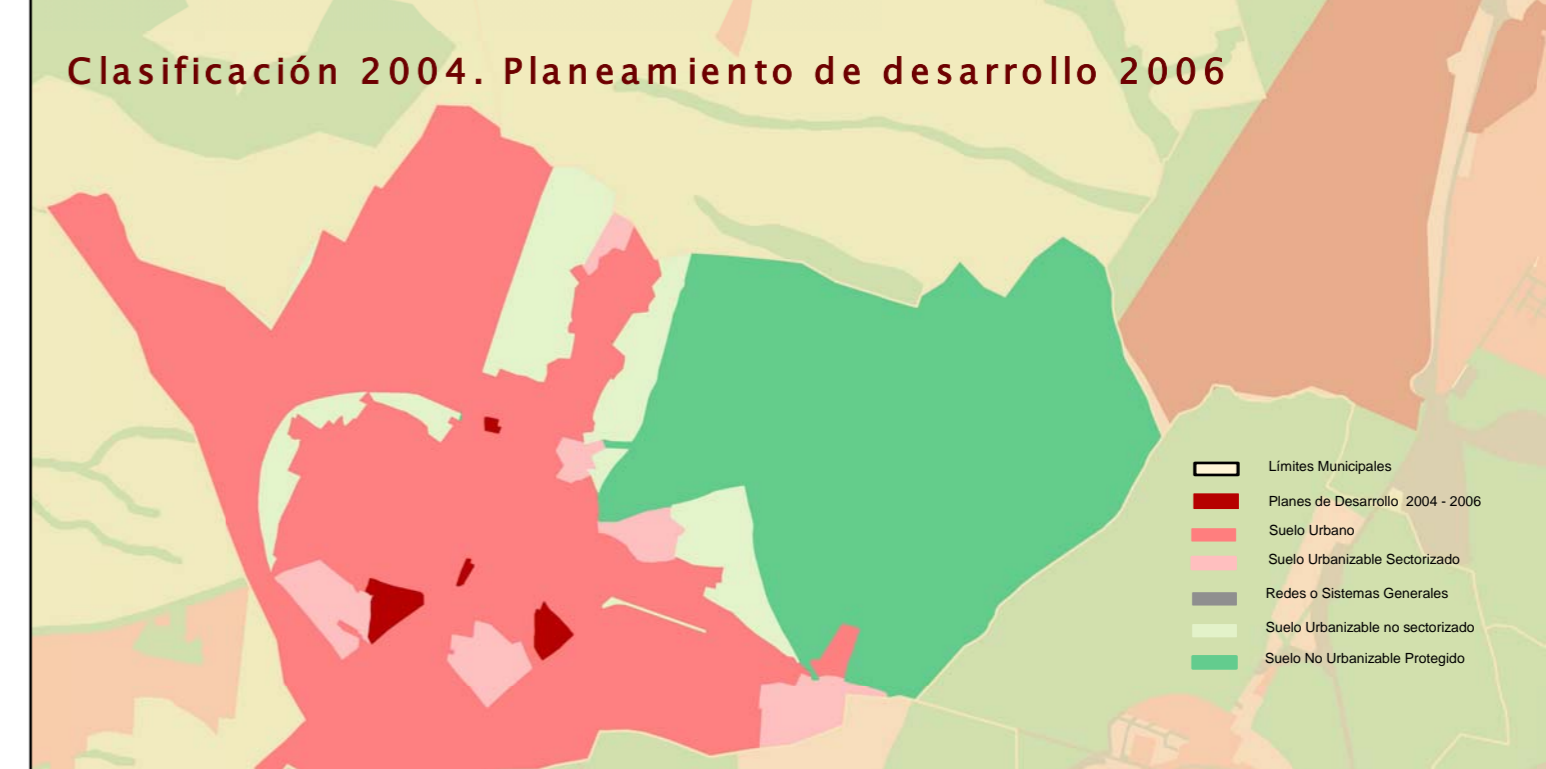 Clasificación 2004. Planeamiento de desarrollo 2006
Límites Municipales
Planes de Desarrollo 2004 - 2006
Suelo Urbano
Suelo Urbanizable Sectorizado
Redes o Sistemas Generales
Suelo Urbanizable no sectorizado
Suelo No Urbanizable Protegido